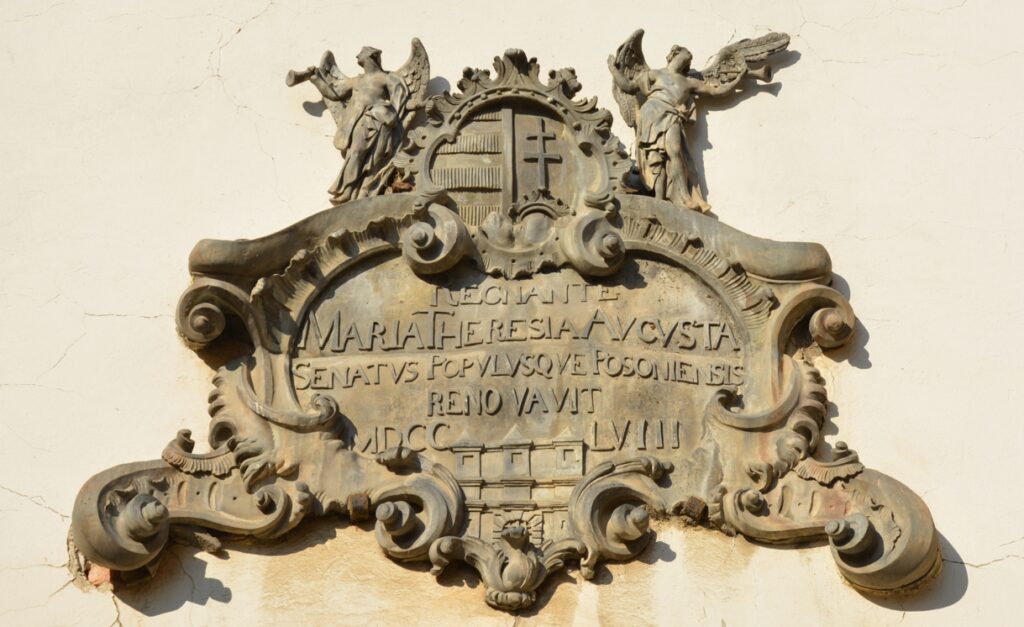 REGNANTE
MARIA THERESIA AVGVSTA
SENATVS POPVLVSQVE POSONIENSIS
RENOVAVIT
MDCC LVIII